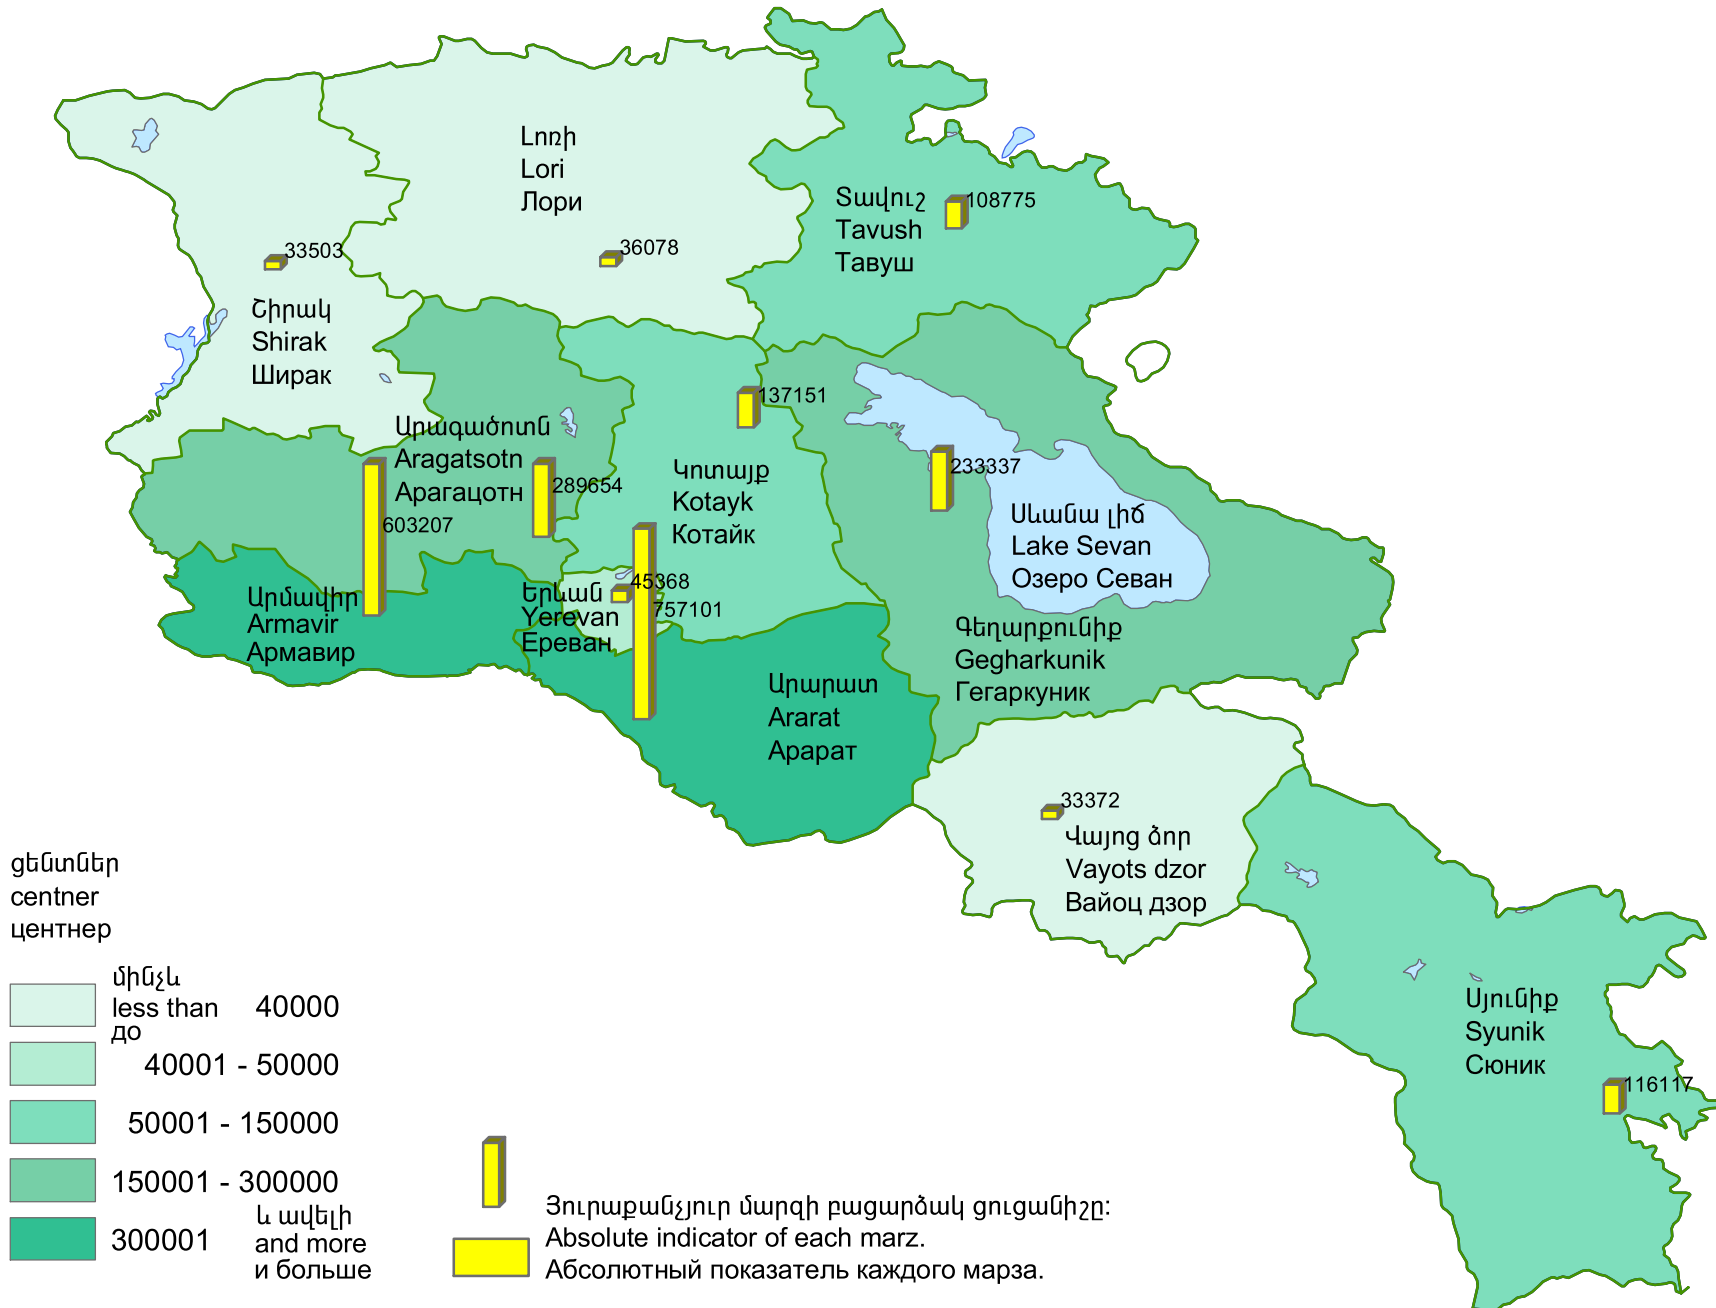 Լոռի
Lori
Лори
36078
Տավուշ
Tavush
Тавуш
108775
33503
Շիրակ
Shirak
Ширак
137151
Արագածոտն
Aragatsotn
Арагацотн
289654
603207
Կոտայք
Kotayk
Котайк
233337
Սևանա լիճ
Lake Sevan
Озеро Севан
Արմավիր
Armavir
Армавир
Երևան
Yerevan
Ереван
45368
757101
Գեղարքունիք
Gegharkunik
Гегаркуник
Արարատ
Ararat
Арарат
33372
Վայոց ձոր
Vayots dzor
Вайоц дзор
Սյունիք
Syunik
Сюник
116117
ցենտներ
centner
центнер
մինչև
less than 40000
до
40001 - 50000
50001 - 150000
150001 - 300000
և ավելի
300001 and more
и больше
Յուրաքանչյուր մարզի բացարձակ ցուցանիշը:
Absolute indicator of each marz.
Абсолютный показатель каждого марза.